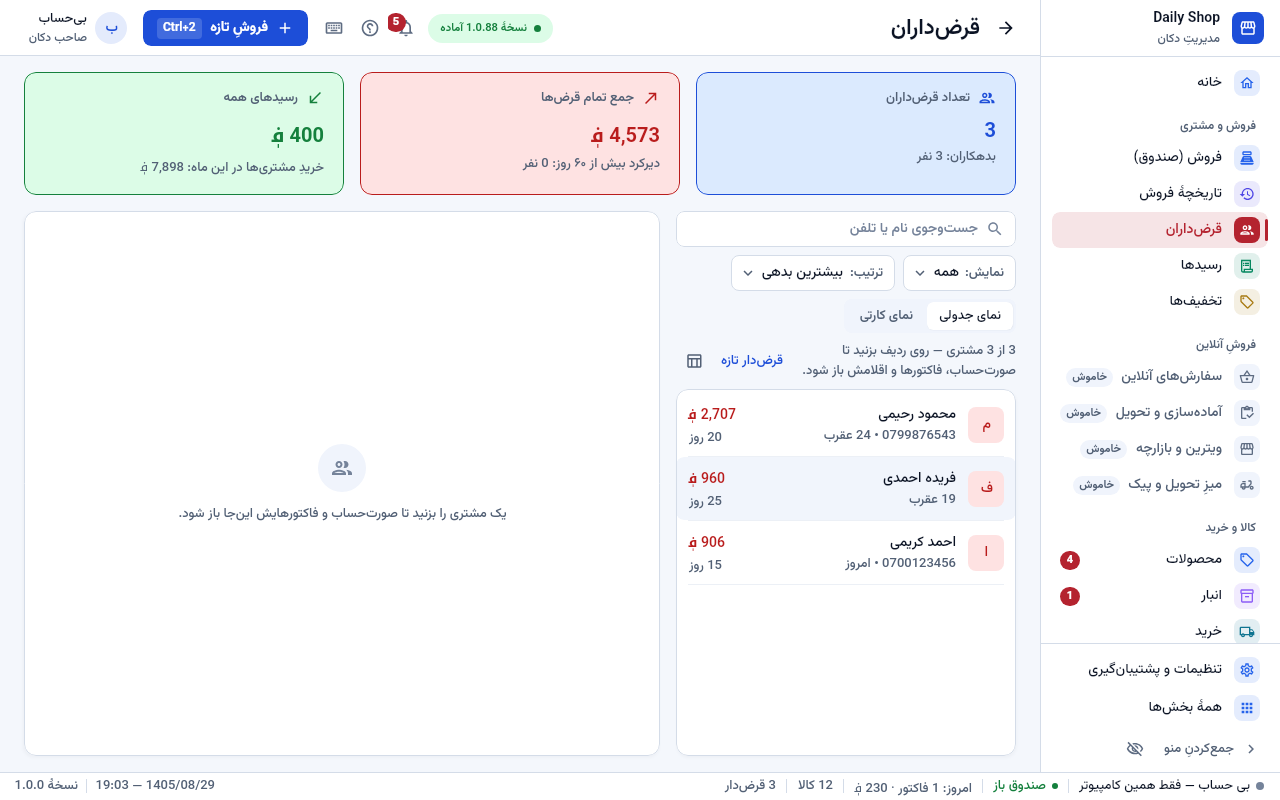 Daily Shop
مدیریتِ دکان
خانه
فروش و مشتری
فروش (صندوق)
تاریخچهٔ فروش
قرض‌داران
رسیدها
تخفیف‌ها
فروش آنلاین
سفارش‌های آنلاین خاموش
آماده‌سازی و تحویل خاموش
ویترین و بازارچه خاموش
میزِ تحویل و پیک خاموش
کالا و خرید
محصولات 4
انبار 1
خرید
تنظیمات و پشتیبان‌گیری
همهٔ بخش‌ها
جمع‌کردنِ منو
قرض‌داران
نسخهٔ 1.0.88 آماده
5
فروش تازه Ctrl+2
ب
بی‌حساب
صاحب دکان
تعداد قرض‌داران
3
بدهکاران: 3 نفر
جمع تمام قرض‌ها
4,573 ؋
دیرکرد بیش از ۶۰ روز: 0 نفر
رسیدهای همه
400 ؋
خریدِ مشتری‌ها در این ماه: 7,898 ؋
جست‌وجوی نام یا تلفن
نمایش: همه
ترتیب: بیشترین بدهی
نمای جدولی
نمای کارتی
3 از 3 مشتری — روی ردیف بزنید تا
صورت‌حساب، فاکتورها و اقلامش باز شود.
قرض‌دار تازه
م
محمود رحیمی
0799876543 • 24 عقرب
2,707 ؋
20 روز
ف
فریده احمدی
19 عقرب
960 ؋
25 روز
ا
احمد کریمی
0700123456 • امروز
906 ؋
15 روز
یک مشتری را بزنید تا صورت‌حساب و فاکتورهایش این‌جا باز شود.
بی حساب — فقط همین کامپیوتر
صندوق باز
امروز: 1 فاکتور · 230 ؋
12 کالا
3 قرض‌دار
1405/08/29 — 19:03
نسخهٔ 1.0.0